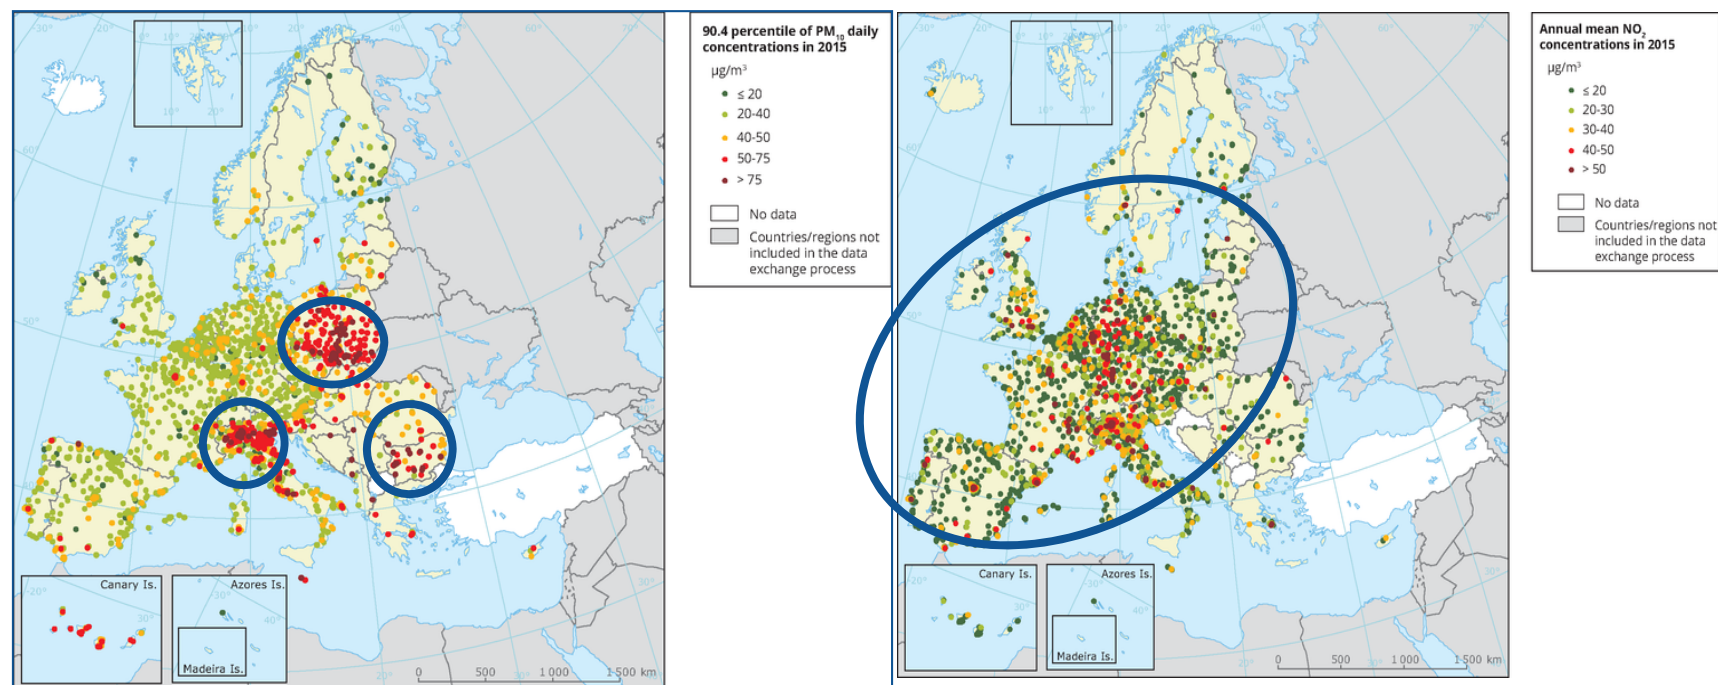 90.4 percentile of PM₁₀ daily
concentrations in 2015
µg/m³
≤ 20
20-40
40-50
50-75
> 75
No data
Countries/regions not
included in the data
exchange process
Canary Is.
Azores Is.
Madeira Is.
0 500 1 000 1 500 km
Annual mean NO₂
concentrations in 2015
µg/m³
≤ 20
20-30
30-40
40-50
> 50
No data
Countries/regions not
included in the data
exchange process
Canary Is.
Azores Is.
Madeira Is.
0 500 1 000 1 500 km